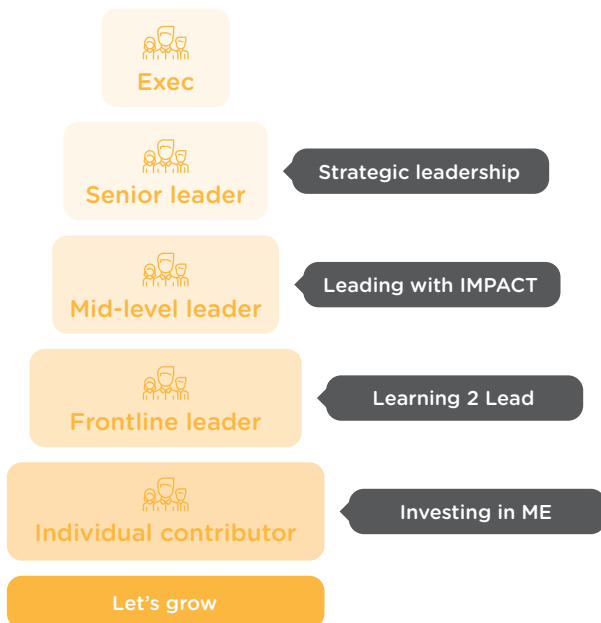 Exec
Senior leader
Strategic leadership
Mid-level leader
Leading with IMPACT
Frontline leader
Learning 2 Lead
Individual contributor
Investing in ME
Let's grow